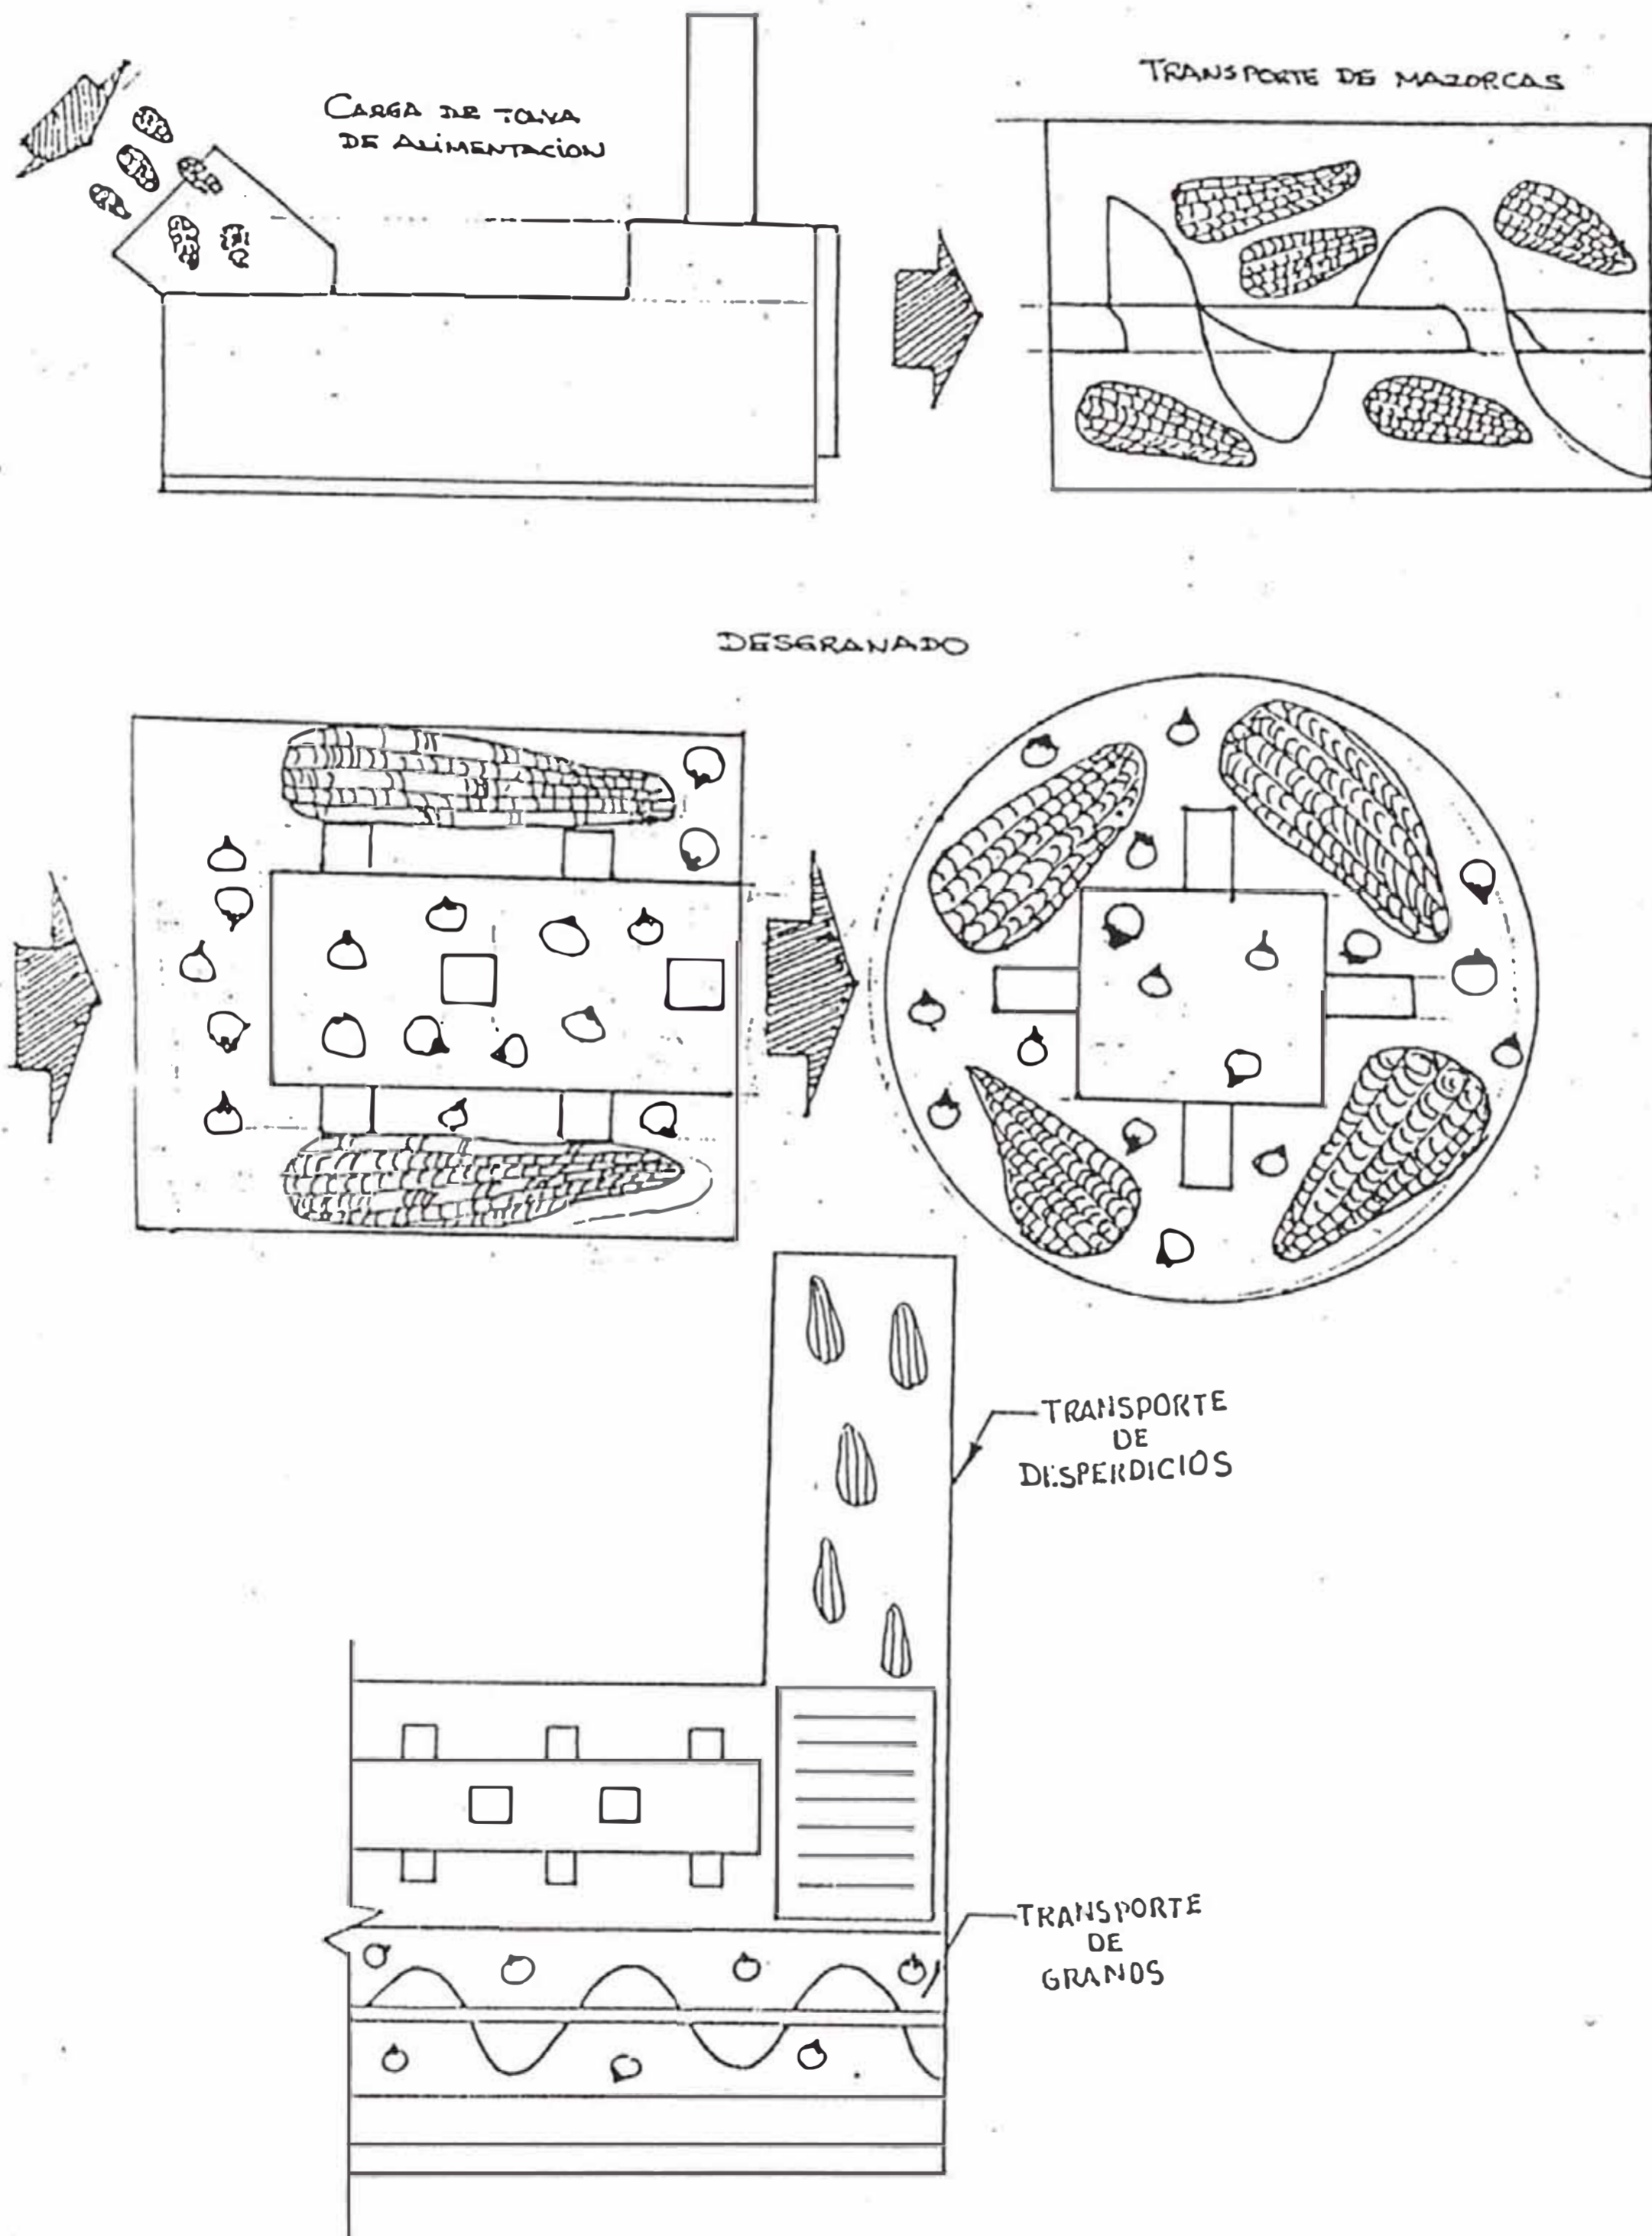 CARGA DE TOLVA
DE ALIMENTACION
TRANSPORTE DE MAZORCAS
DESGRANADO
TRANSPORTE
DE
DESPERDICIOS
TRANSPORTE
DE
GRANOS